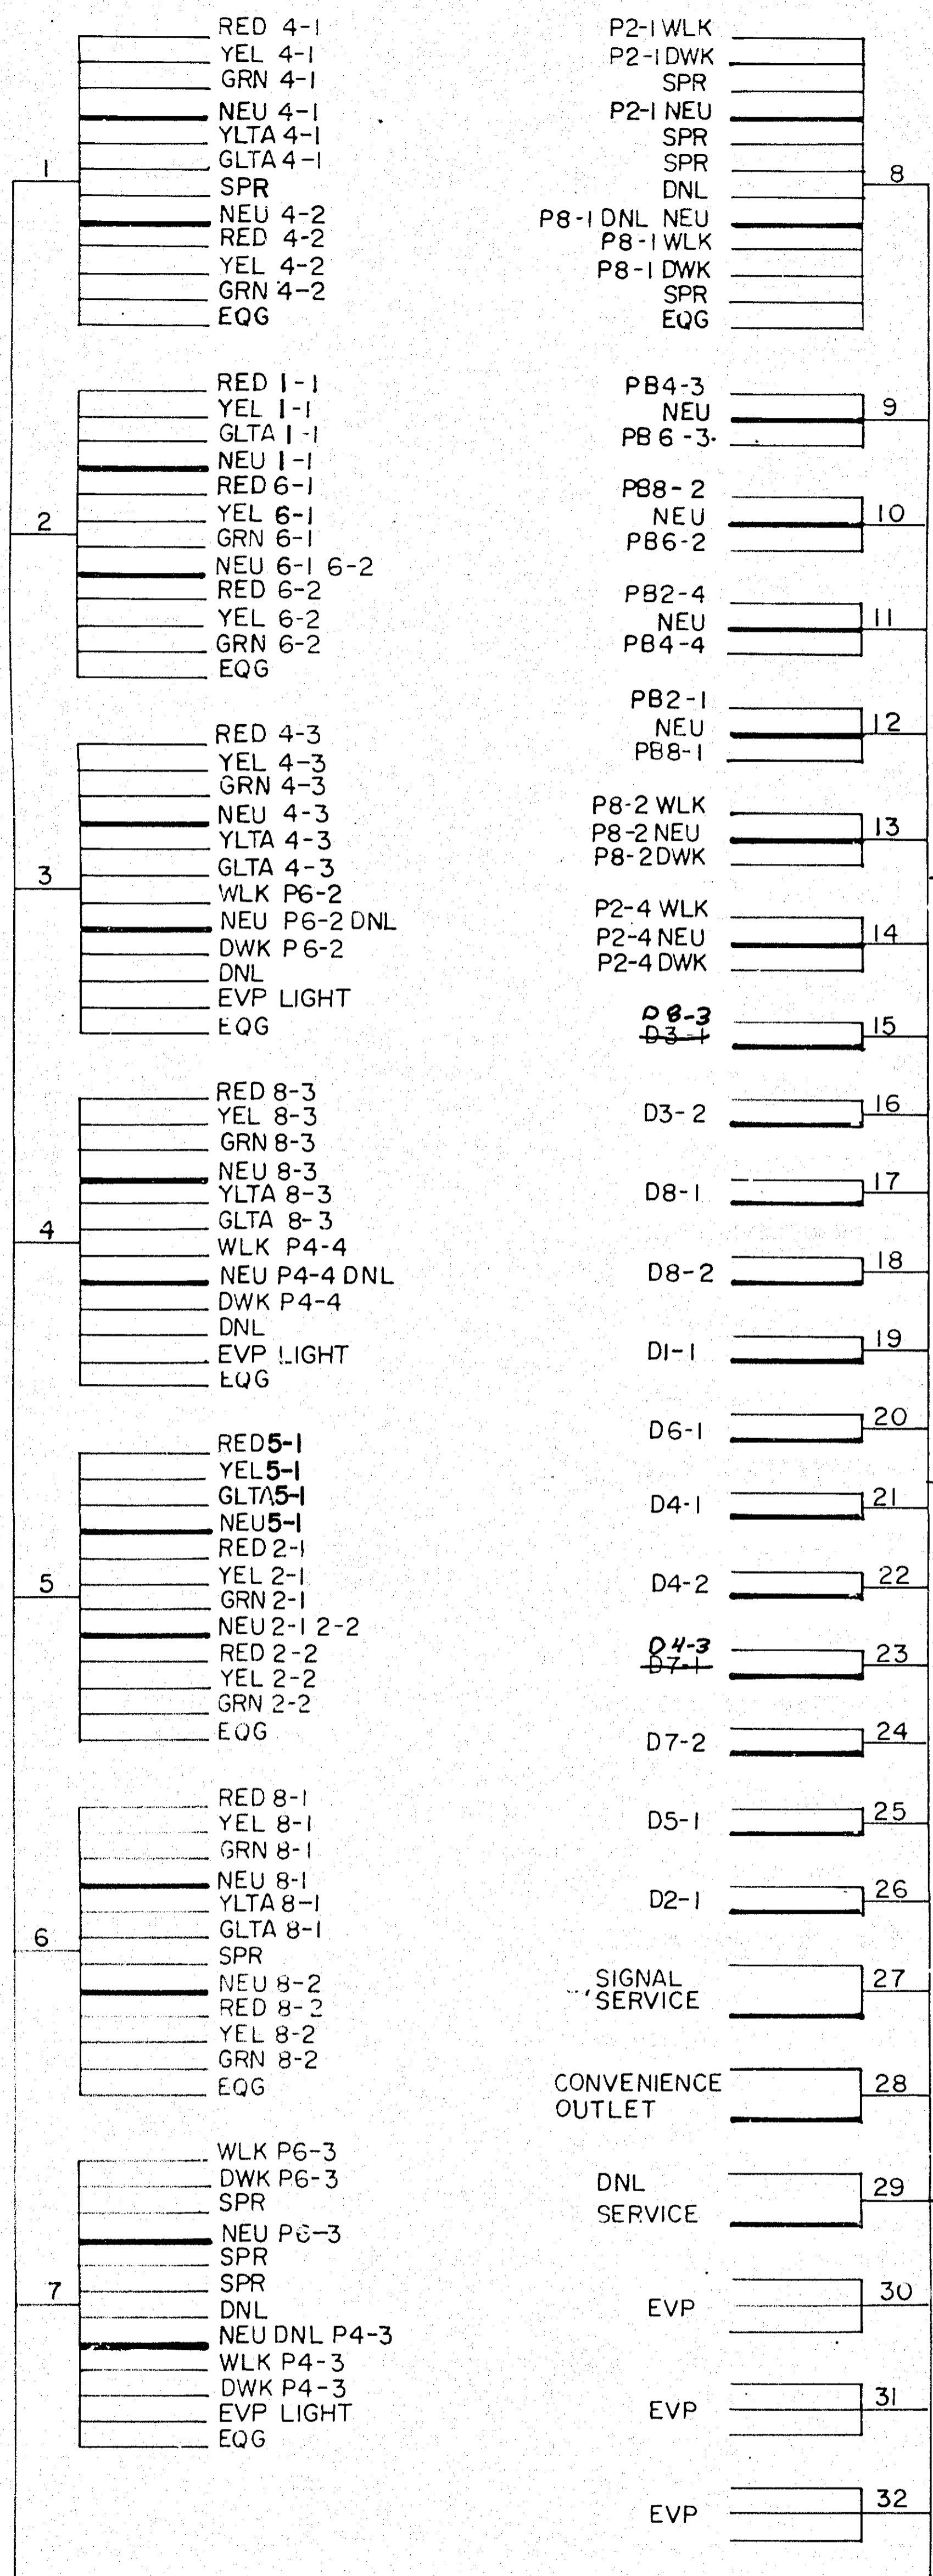 1
RED 4-1
YEL 4-1
GRN 4-1
NEU 4-1
YLTA 4-1
GLTA 4-1
SPR
NEU 4-2
RED 4-2
YEL 4-2
GRN 4-2
EQG
2
RED 1-1
YEL 1-1
GLTA 1-1
NEU 1-1
RED 6-1
YEL 6-1
GRN 6-1
NEU 6-1 6-2
RED 6-2
YEL 6-2
GRN 6-2
EQG
3
RED 4-3
YEL 4-3
GRN 4-3
NEU 4-3
YLTA 4-3
GLTA 4-3
WLK P6-2
NEU P6-2 DNL
DWK P6-2
DNL
EVP LIGHT
EQG
4
RED 8-3
YEL 8-3
GRN 8-3
NEU 8-3
YLTA 8-3
GLTA 8-3
WLK P4-4
NEU P4-4 DNL
DWK P4-4
DNL
EVP LIGHT
EQG
5
RED 5-1
YEL 5-1
GLTA 5-1
NEU 5-1
RED 2-1
YEL 2-1
GRN 2-1
NEU 2-1 2-2
RED 2-2
YEL 2-2
GRN 2-2
EQG
6
RED 8-1
YEL 8-1
GRN 8-1
NEU 8-1
YLTA 8-1
GLTA 8-1
SPR
NEU 8-2
RED 8-2
YEL 8-2
GRN 8-2
EQG
7
WLK P6-3
DWK P6-3
SPR
NEU P6-3
SPR
SPR
DNL
NEU DNL P4-3
WLK P4-3
DWK P4-3
EVP LIGHT
EQG
P2-1 WLK
P2-1 DWK
SPR
P2-1 NEU
SPR
SPR
DNL
P8-1 DNL NEU
P8-1 WLK
P8-1 DWK
SPR
EQG
8
PB4-3
NEU
PB6-3
9
PB8-2
NEU
PB6-2
10
PB2-4
NEU
PB4-4
11
PB2-1
NEU
PB8-1
12
P8-2 WLK
P8-2 NEU
P8-2 DWK
13
P2-4 WLK
P2-4 NEU
P2-4 DWK
14
D8-3
D3-1
15
D3-2
16
D8-1
17
D8-2
18
D1-1
19
D6-1
20
D4-1
21
D4-2
22
D4-3
D7-1
23
D7-2
24
D5-1
25
D2-1
26
SIGNAL
SERVICE
27
CONVENIENCE
OUTLET
28
DNL
SERVICE
29
EVP
30
EVP
31
EVP
32